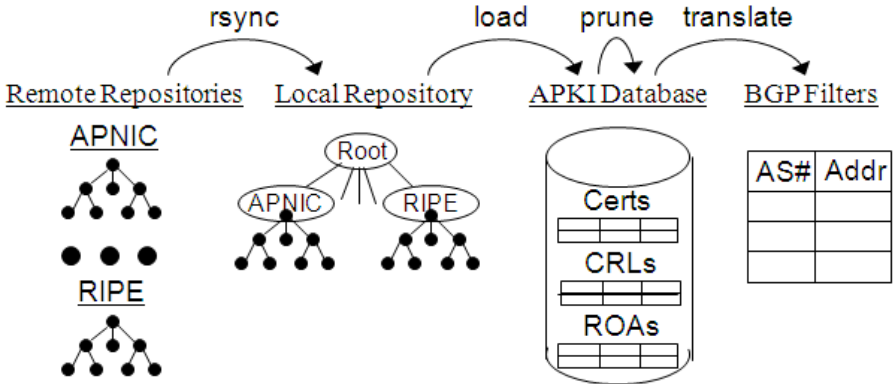 rsync
load
prune
translate
Remote Repositories
Local Repository
APKI Database
BGP Filters
APNIC
RIPE
Root
APNIC
RIPE
Certs
CRLs
ROAs
AS# Addr